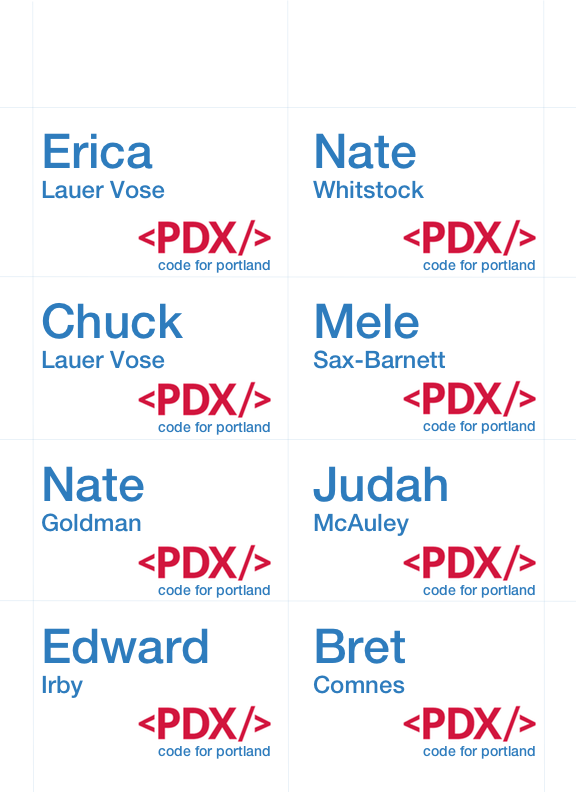 Erica
Lauer Vose
<PDX/>
code for portland
Nate
Whitstock
<PDX/>
code for portland
Chuck
Lauer Vose
<PDX/>
code for portland
Mele
Sax-Barnett
<PDX/>
code for portland
Nate
Goldman
<PDX/>
code for portland
Judah
McAuley
<PDX/>
code for portland
Edward
Irby
<PDX/>
code for portland
Bret
Comnes
<PDX/>
code for portland